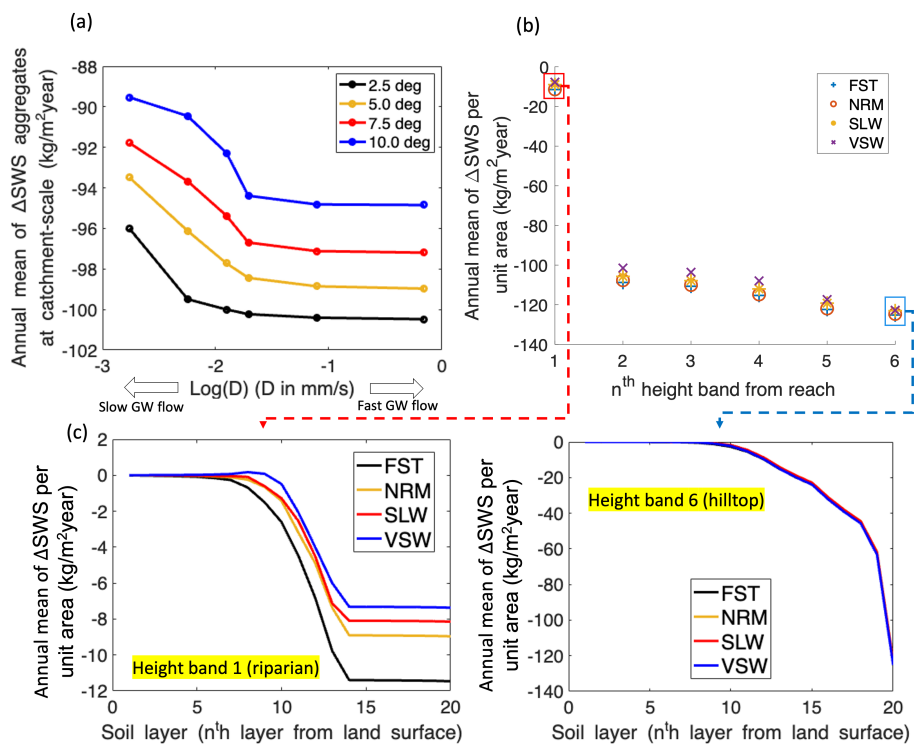 (a)
Annual mean of ΔSWS aggregates
at catchment-scale (kg/m²year)
-88
-90
-92
-94
-96
-98
-100
-102
2.5 deg
5.0 deg
7.5 deg
10.0 deg
-3
-2
-1
0
Log(D) (D in mm/s)
Slow GW flow
Fast GW flow
(b)
Annual mean of ΔSWS per
unit area (kg/m²year)
0
-20
-40
-60
-80
-100
-120
-140
FST
NRM
SLW
VSW
1
2
3
4
5
6
nᵗʰ height band from reach
(c)
Annual mean of ΔSWS per
unit area (kg/m²year)
2
0
-2
-4
-6
-8
-10
-12
FST
NRM
SLW
VSW
Height band 1 (riparian)
0
5
10
15
20
Soil layer (nᵗh layer from land surface)
Annual mean of ΔSWS per
unit area (kg/m²year)
0
-20
-40
-60
-80
-100
-120
-140
Height band 6 (hilltop)
FST
NRM
SLW
VSW
0
5
10
15
20
Soil layer (nᵗh layer from land surface)